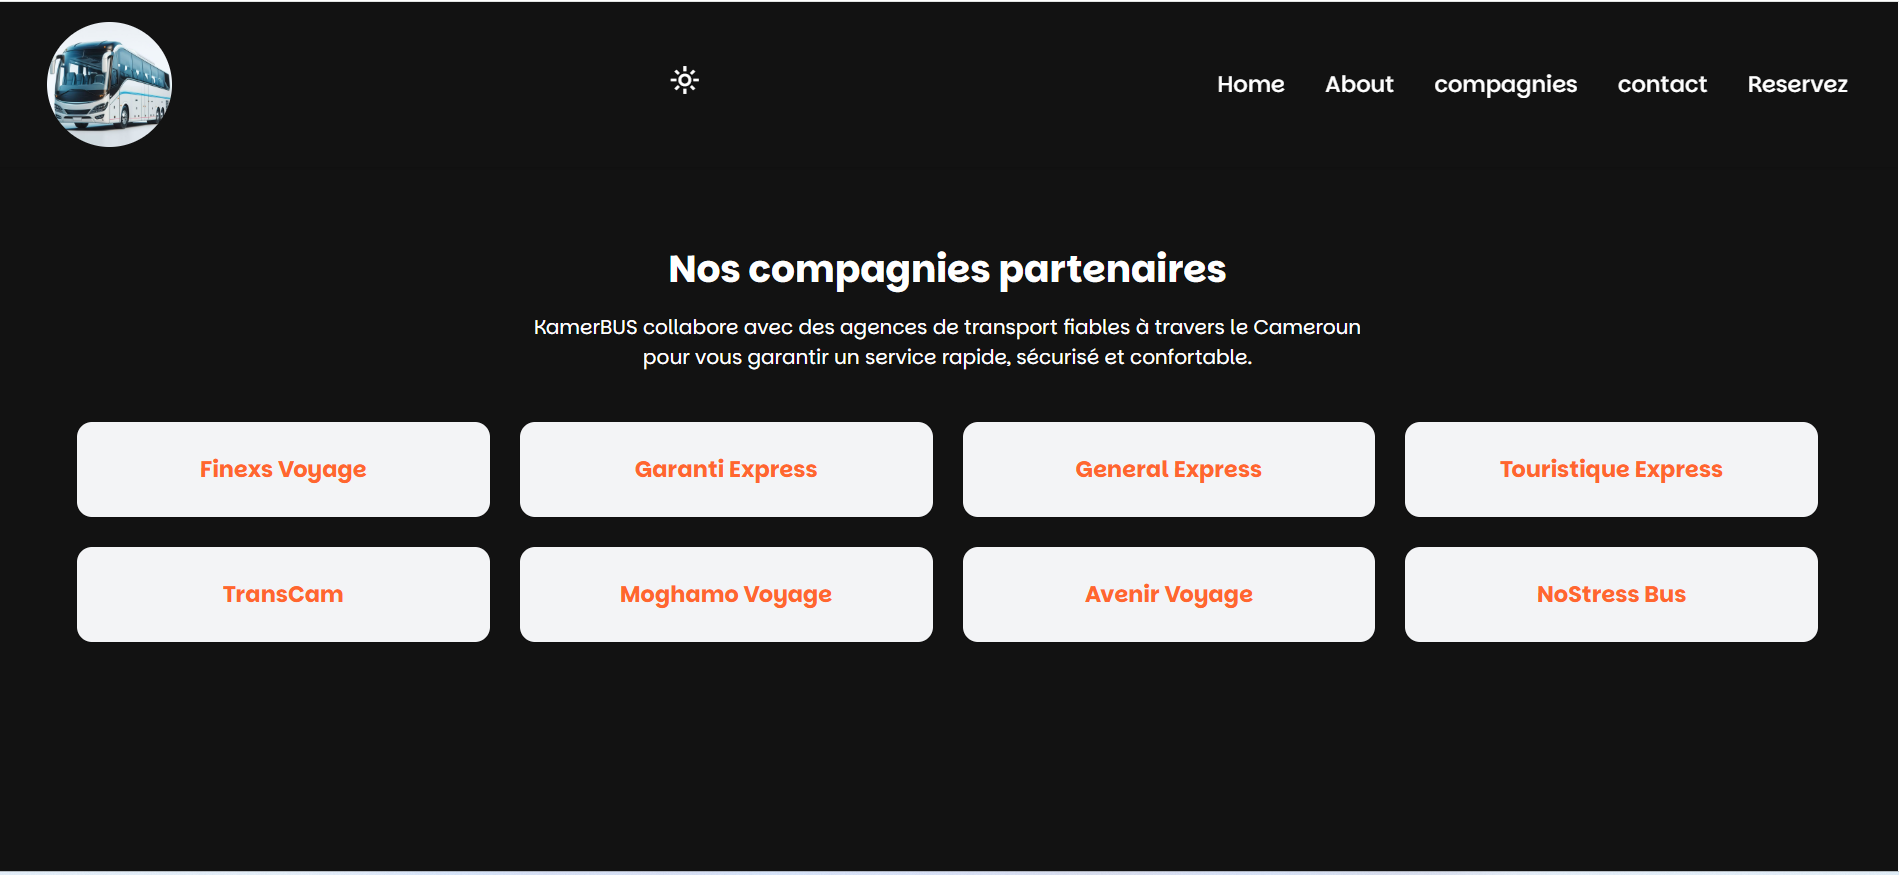 Home About compagnies contact Reservez
Nos compagnies partenaires
KamerBUS collabore avec des agences de transport fiables à travers le Cameroun
pour vous garantir un service rapide, sécurisé et confortable.
Finexs Voyage
Garanti Express
General Express
Touristique Express
TransCam
Moghamo Voyage
Avenir Voyage
NoStress Bus